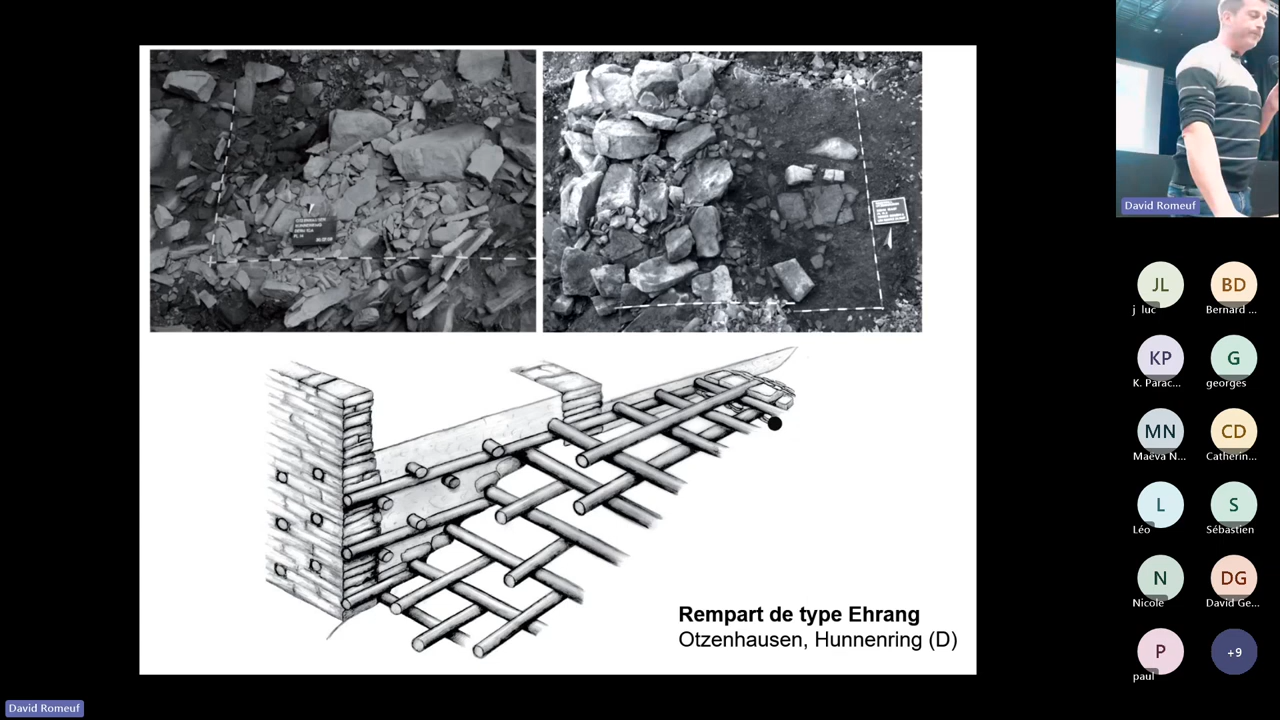 Rempart de type Ehrang
Otzenhausen, Hunnenring (D)
David Romeuf
JL
j luc
BD
Bernard ...
KP
K. Parac...
G
georges
MN
Maëva N...
CD
Catherin...
L
Léo
S
Sébastien
N
Nicole
DG
David Ge...
P
paul
+9
David Romeuf